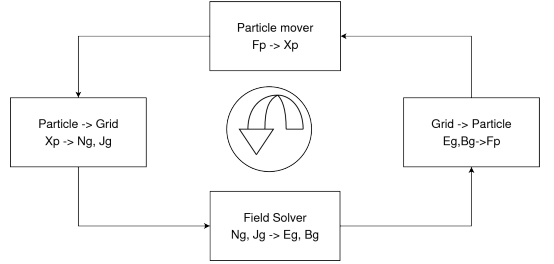 Particle mover
Fp -> Xp
Particle -> Grid
Xp -> Ng, Jg
Grid -> Particle
Eg,Bg->Fp
Field Solver
Ng, Jg -> Eg, Bg